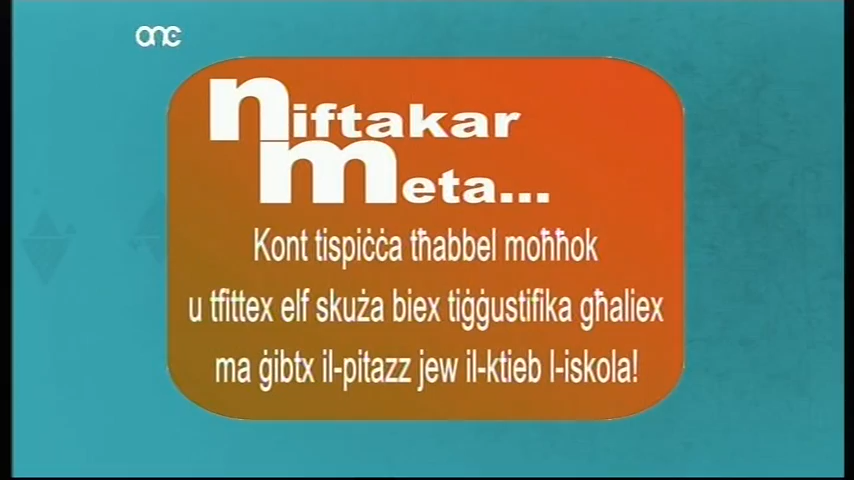 one
niftakar
meta...
Kont tispiċċa tħabbel moħħok
u tfittex elf skuża biex tiġġustifika għaliex
ma ġibtx il-pitazz jew il-ktieb l-iskola!